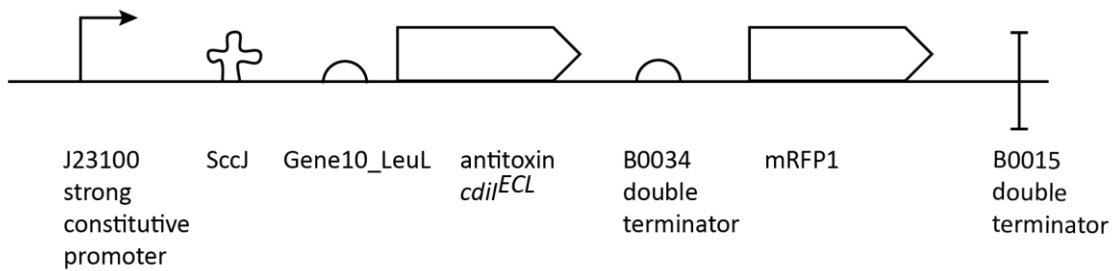 J23100
strong
constitutive
promoter
SccJ
Gene10_LeuL
antitoxin
cdiI^ECL
B0034
double
terminator
mRFP1
B0015
double
terminator